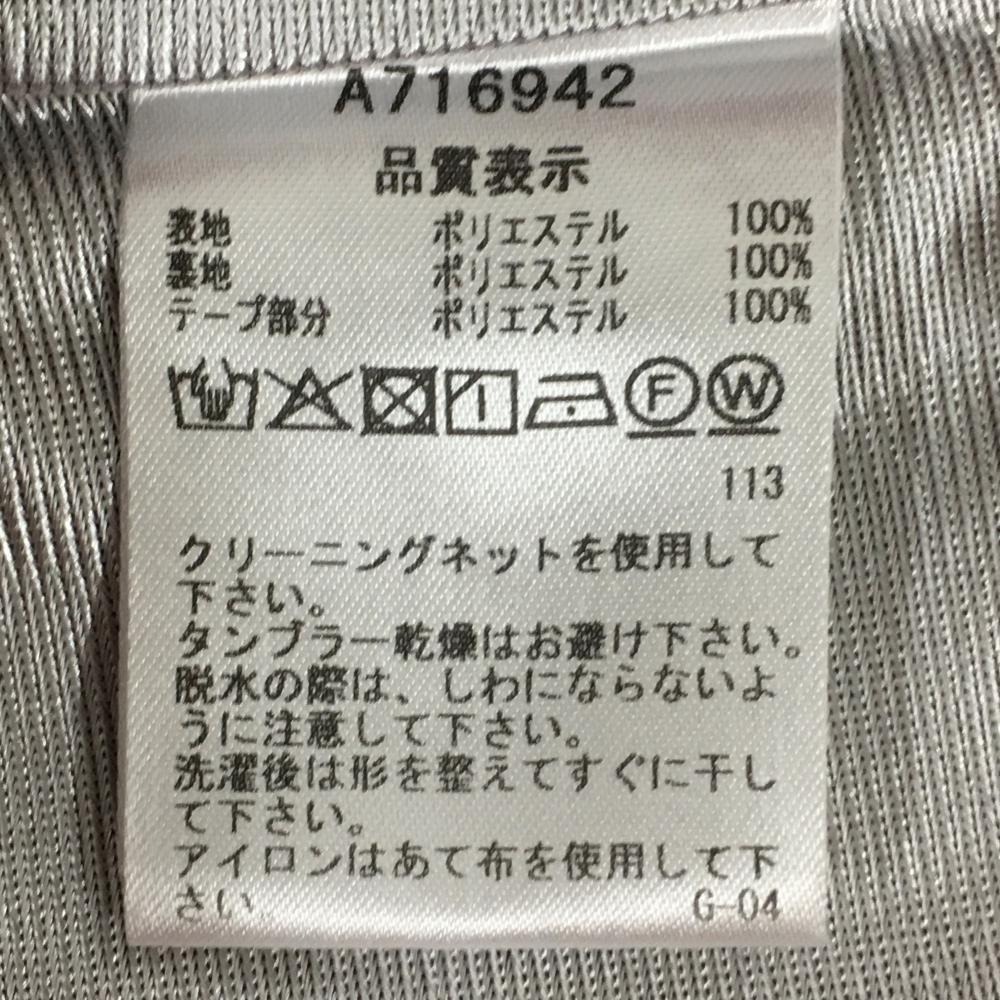 A716942
品質表示
表地 ポリエステル 100%
裏地 ポリエステル 100%
テープ部分 ポリエステル 100%
F W
113
クリーニングネットを使用して
下さい。
タンブラー乾燥はお避け下さい。
脱水の際は、しわにならないよ
うに注意して下さい。
洗濯後は形を整えてすぐに干し
て下さい。
アイロンはあて布を使用して下
さい。 G-04